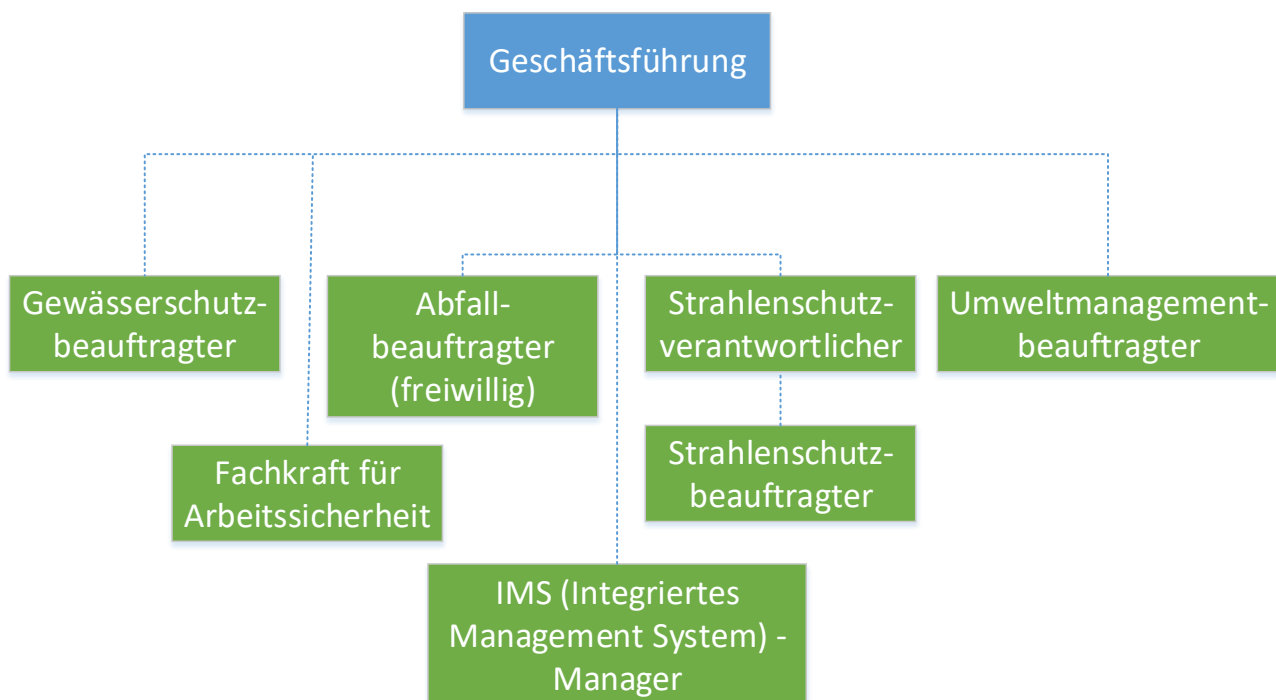 Geschäftsführung
Gewässerschutz-
beauftragter
Abfall-
beauftragter
(freiwillig)
Strahlenschutz-
verantwortlicher
Umweltmanagement-
beauftragter
Fachkraft für
Arbeitssicherheit
Strahlenschutz-
beauftragter
IMS (Integriertes
Management System) -
Manager